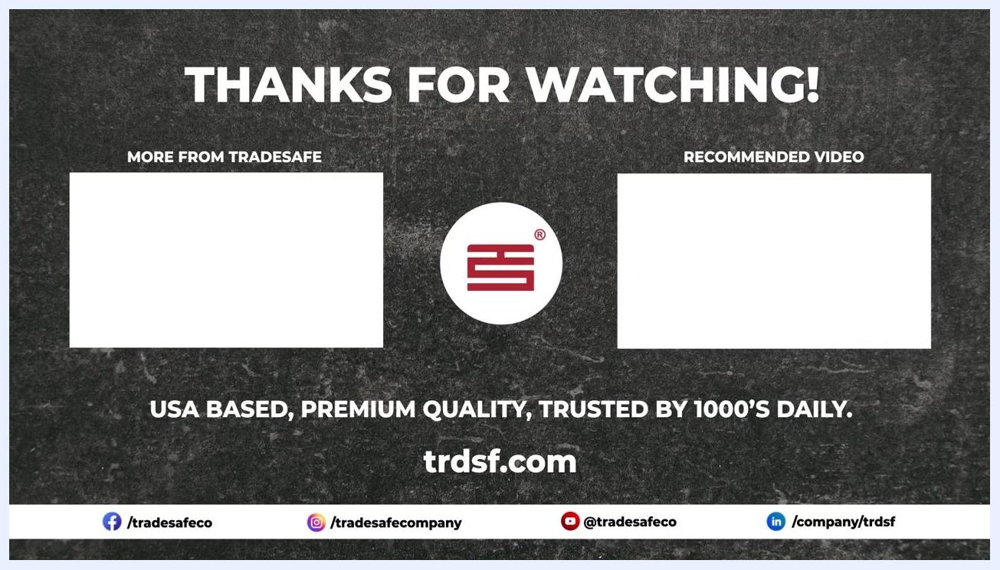 THANKS FOR WATCHING!
MORE FROM TRADESAFE
RECOMMENDED VIDEO
®
USA BASED, PREMIUM QUALITY, TRUSTED BY 1000’S DAILY.
trdsf.com
/tradesafeco
/tradesafecompany
@tradesafeco
/company/trdsf